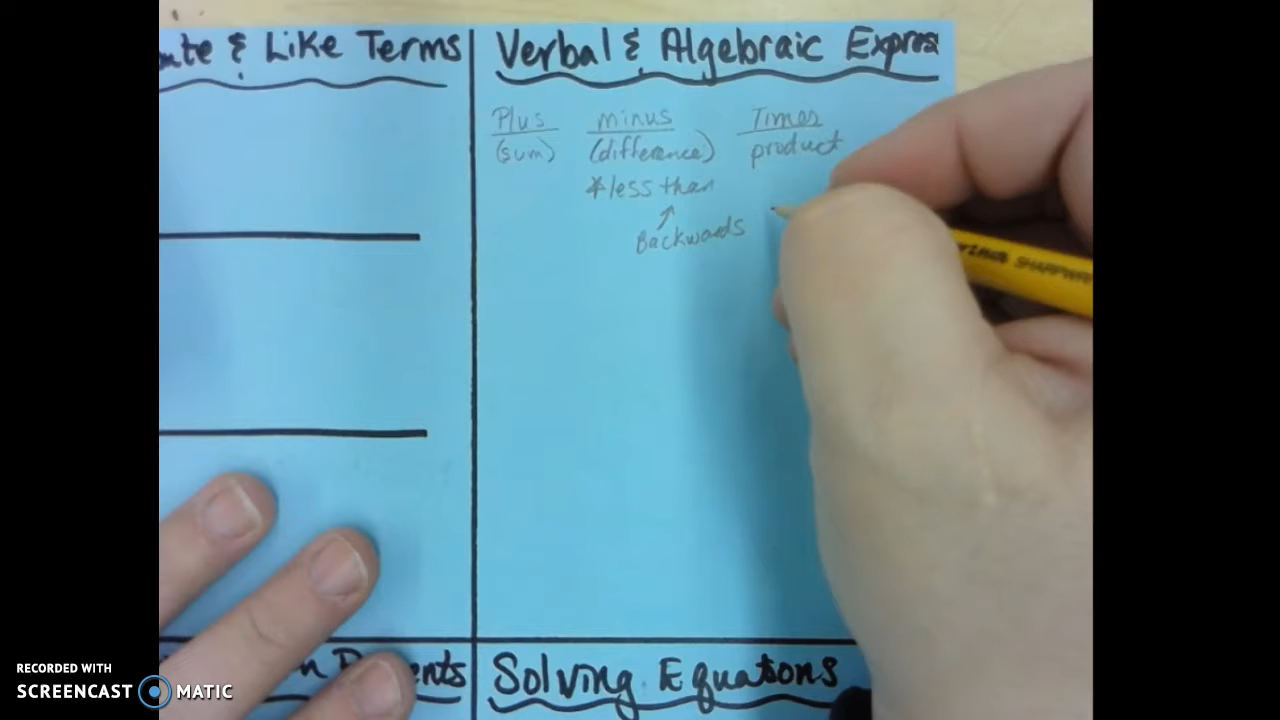 ute & Like Terms
Verbal & Algebraic Expres
Plus
(sum)
minus
(difference)
*less than
Backwards
Times
product
Solving Equations
RECORDED WITH
SCREENCAST MATIC